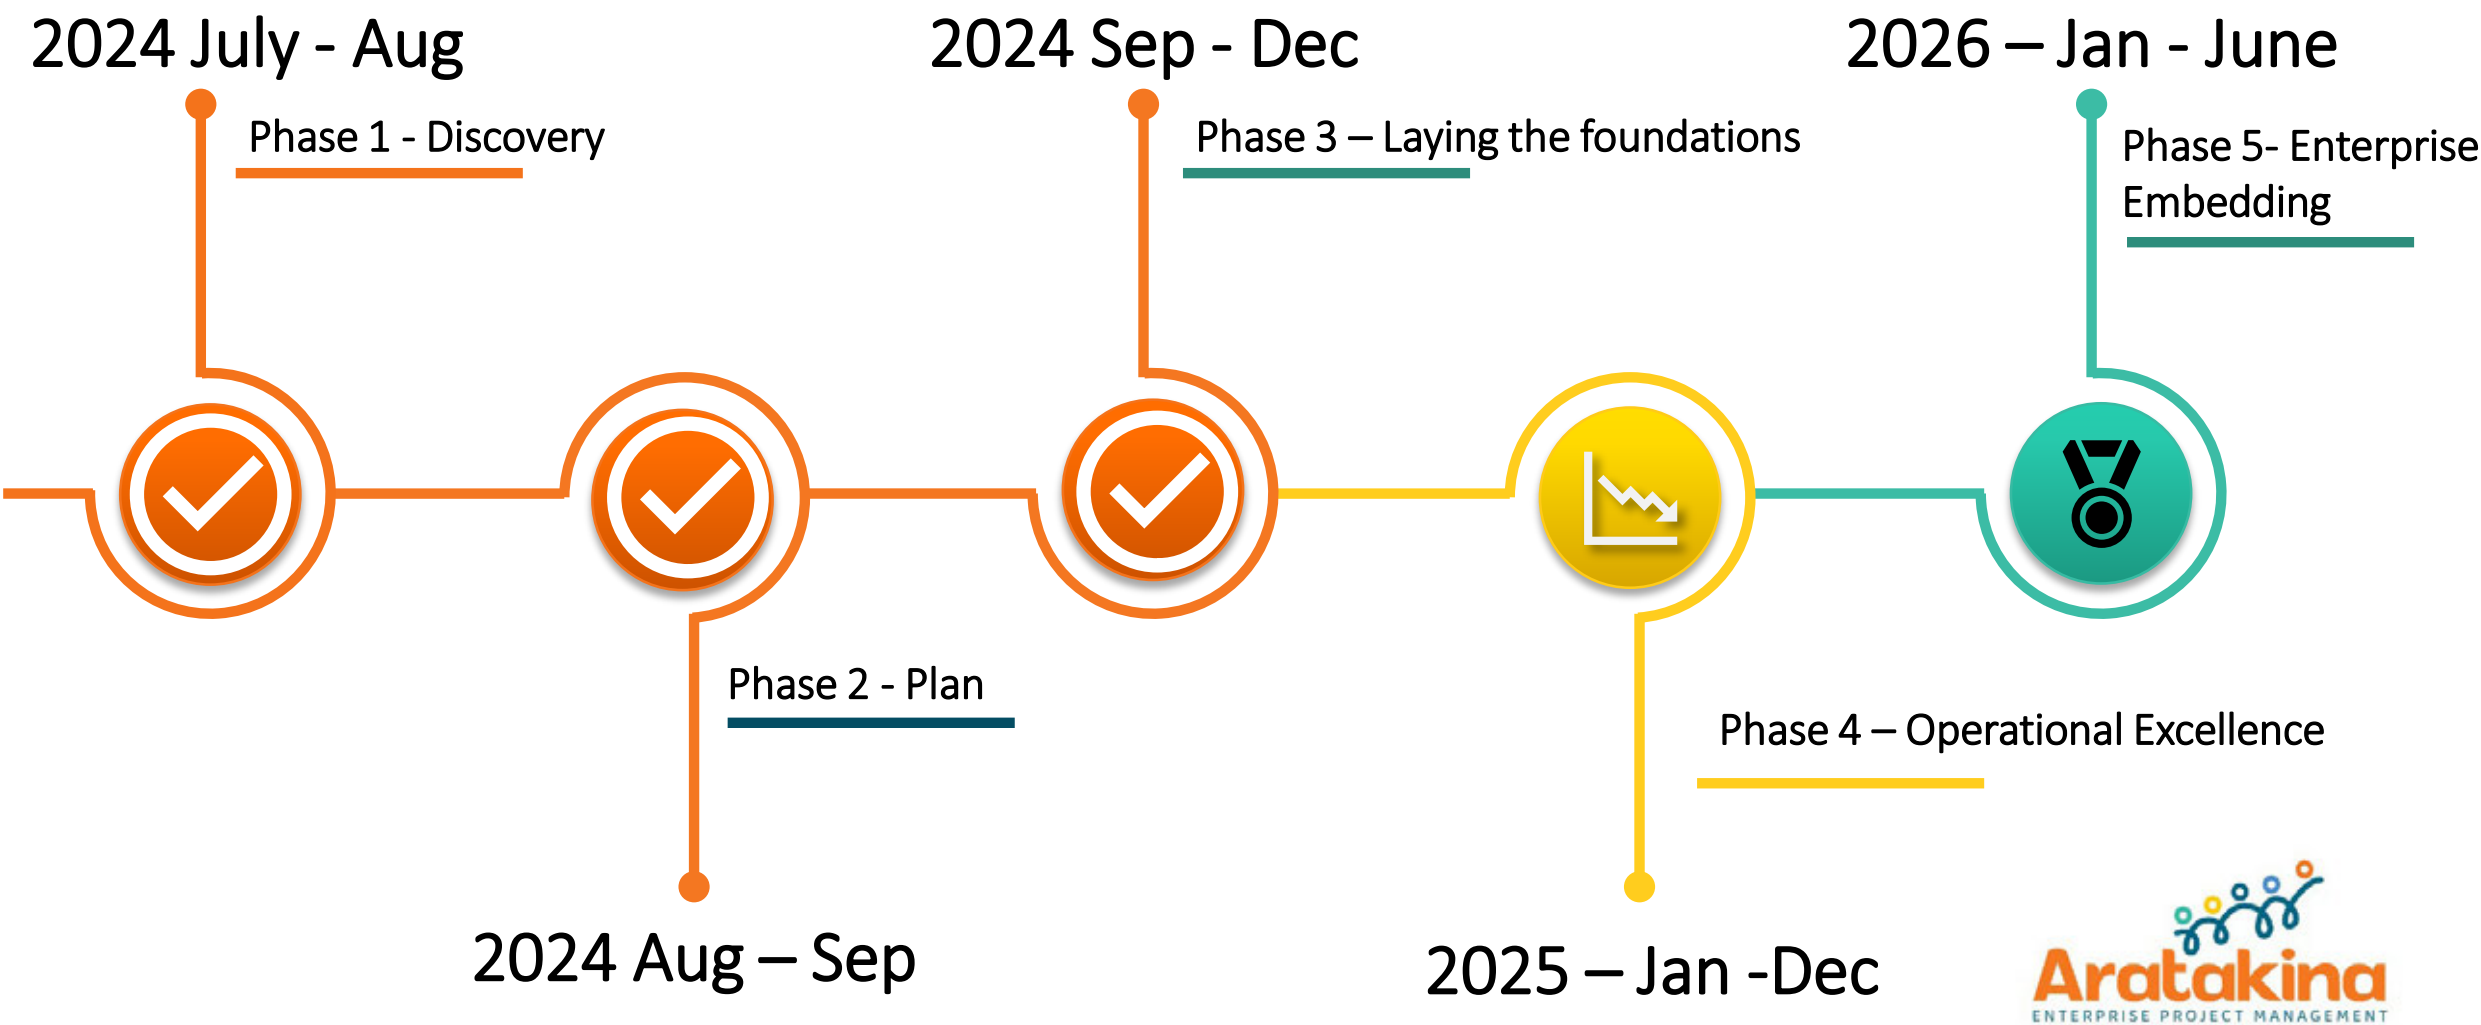 2024 July - Aug
Phase 1 - Discovery
2024 Sep - Dec
Phase 3 – Laying the foundations
2026 – Jan - June
Phase 5- Enterprise
Embedding
Phase 2 - Plan
2024 Aug – Sep
Phase 4 – Operational Excellence
2025 – Jan -Dec
Aratakina
ENTERPRISE PROJECT MANAGEMENT